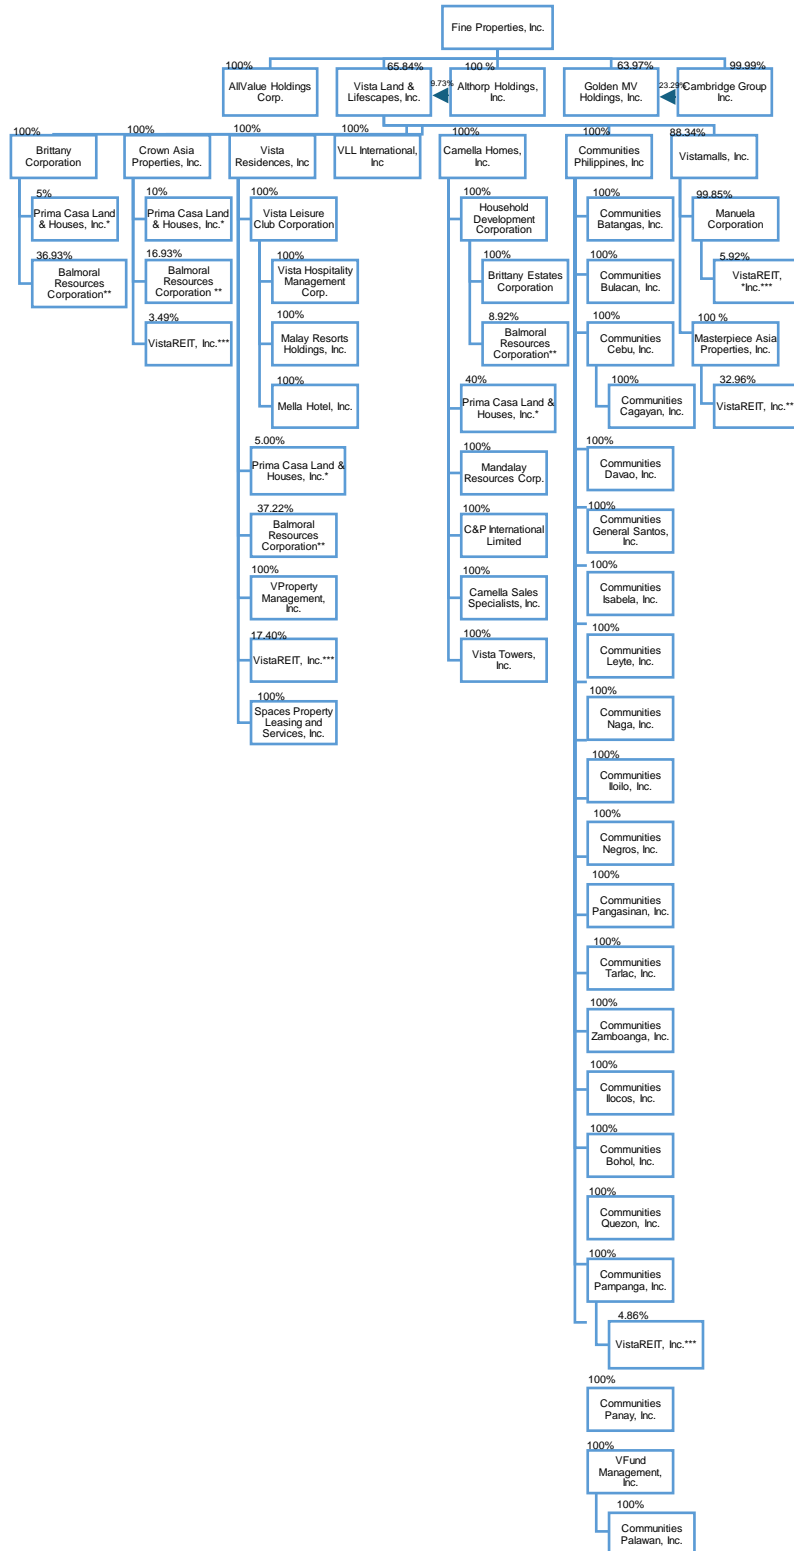 Fine Properties, Inc.
100%
AllValue Holdings
Corp.
65.84%
Vista Land &
Lifescapes, Inc.
9.73%
100 %
Althorp Holdings,
Inc.
63.97%
Golden MV
Holdings, Inc.
23.29%
99.99%
Cambridge Group
Inc.
100%
Brittany
Corporation
5%
Prima Casa Land
& Houses, Inc.*
36.93%
Balmoral
Resources
Corporation**
100%
Crown Asia
Properties, Inc.
10%
Prima Casa Land
& Houses, Inc.*
16.93%
Balmoral
Resources
Corporation **
3.49%
VistaREIT, Inc.***
100%
Vista
Residences, Inc
100%
Vista Leisure
Club Corporation
100%
Vista Hospitality
Management
Corp.
100%
Malay Resorts
Holdings, Inc.
100%
Mella Hotel, Inc.
5.00%
Prima Casa Land &
Houses, Inc.*
37.22%
Balmoral
Resources
Corporation**
100%
VProperty
Management,
Inc.
17.40%
VistaREIT, Inc.***
100%
Spaces Property
Leasing and
Services, Inc.
100%
VLL International,
Inc
100%
Camella Homes,
Inc.
100%
Household
Development
Corporation
100%
Brittany Estates
Corporation
8.92%
Balmoral
Resources
Corporation**
40%
Prima Casa Land &
Houses, Inc.*
100%
Mandalay
Resources Corp.
100%
C&P International
Limited
100%
Camella Sales
Specialists, Inc.
100%
Vista Towers,
Inc.
100%
Communities
Philippines, Inc
100%
Communities
Batangas, Inc.
100%
Communities
Bulacan, Inc.
100%
Communities
Cebu, Inc.
100%
Communities
Cagayan, Inc.
100%
Communities
Davao, Inc.
100%
Communities
General Santos,
Inc.
100%
Communities
Isabela, Inc.
100%
Communities
Leyte, Inc.
100%
Communities
Naga, Inc.
100%
Communities
Iloilo, Inc.
100%
Communities
Negros, Inc.
100%
Communities
Pangasinan, Inc.
100%
Communities
Tarlac, Inc.
100%
Communities
Zamboanga, Inc.
100%
Communities
Ilocos, Inc.
100%
Communities
Bohol, Inc.
100%
Communities
Quezon, Inc.
100%
Communities
Pampanga, Inc.
4.86%
VistaREIT, Inc.***
100%
Communities
Panay, Inc.
100%
VFund
Management,
Inc.
100%
Communities
Palawan, Inc.
88.34%
Vistamalls, Inc.
99.85%
Manuela
Corporation
5.92%
VistaREIT,
*Inc.***
100 %
Masterpiece Asia
Properties, Inc.
32.96%
VistaREIT, Inc.**